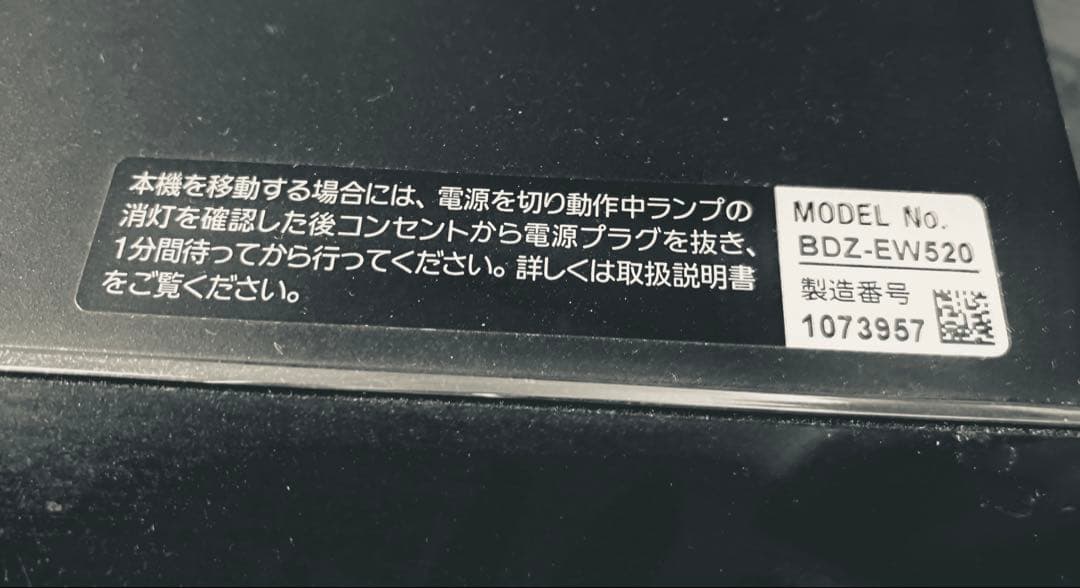 本機を移動する場合には、電源を切り動作中ランプの
消灯を確認した後コンセントから電源プラグを抜き、
1分間待ってから行ってください。詳しくは取扱説明書
をご覧ください。
MODEL No.
BDZ-EW520
製造番号
1073957